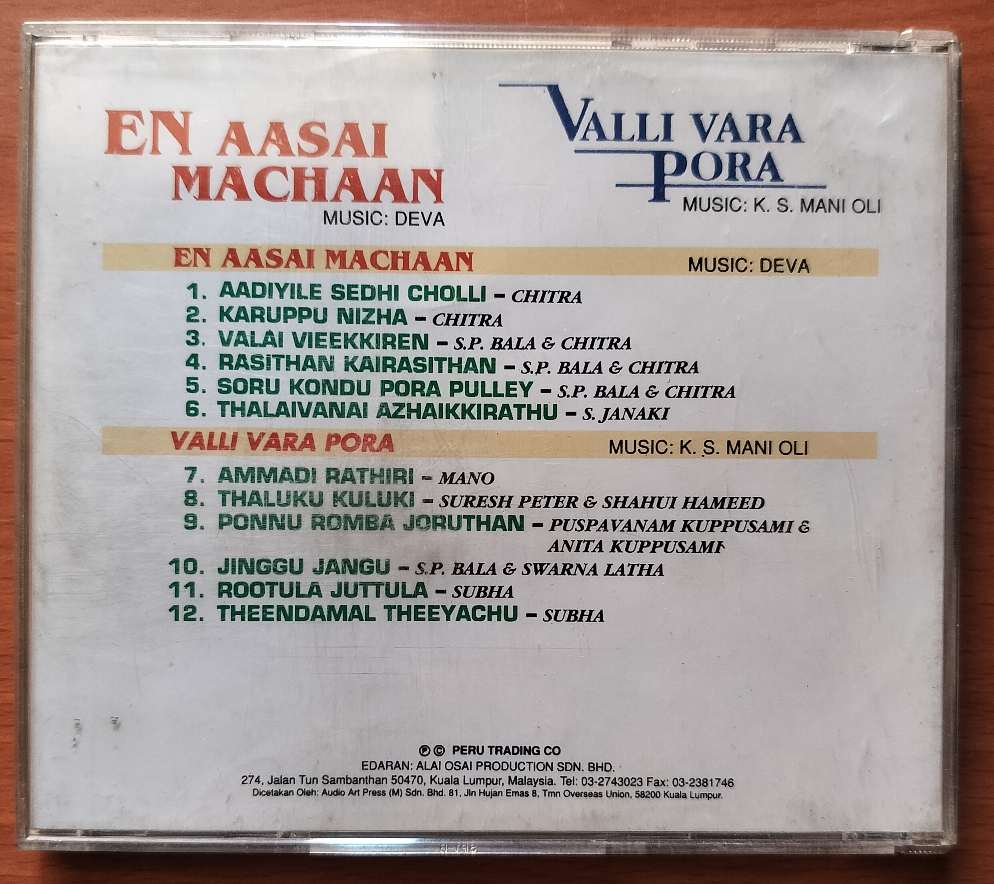 EN AASAI
MACHAAN
MUSIC: DEVA
VALLI VARA
PORA
MUSIC: K. S. MANI OLI
EN AASAI MACHAAN MUSIC: DEVA
1. AADIYILE SEDHI CHOLLI – CHITRA
2. KARUPPU NIZHA – CHITRA
3. VALAI VIEEKKIREN – S.P. BALA & CHITRA
4. RASITHAN KAIRASITHAN – S.P. BALA & CHITRA
5. SORU KONDU PORA PULLEY – S.P. BALA & CHITRA
6. THALAIVANAI AZHAIKKIRATHU – S. JANAKI
VALLI VARA PORA MUSIC: K. S. MANI OLI
7. AMMADI RATHIRI – MANO
8. THALUKU KULUKI – SURESH PETER & SHAHUI HAMEED
9. PONNU ROMBA JORUTHAN – PUSPAVANAM KUPPUSAMI &
ANITA KUPPUSAMI
10. JINGGU JANGU – S.P. BALA & SWARNA LATHA
11. ROOTULA JUTTULA – SUBHA
12. THEENDAMAL THEEYACHU – SUBHA
℗ © PERU TRADING CO
EDARAN: ALAI OSAI PRODUCTION SDN. BHD.
274, Jalan Tun Sambanthan 50470, Kuala Lumpur, Malaysia. Tel: 03-2743023 Fax: 03-2381746
Dicetakan Oleh: Audio Art Press (M) Sdn. Bhd. 81, Jln Hujan Emas 8, Tmn Overseas Union, 58200 Kuala Lumpur.